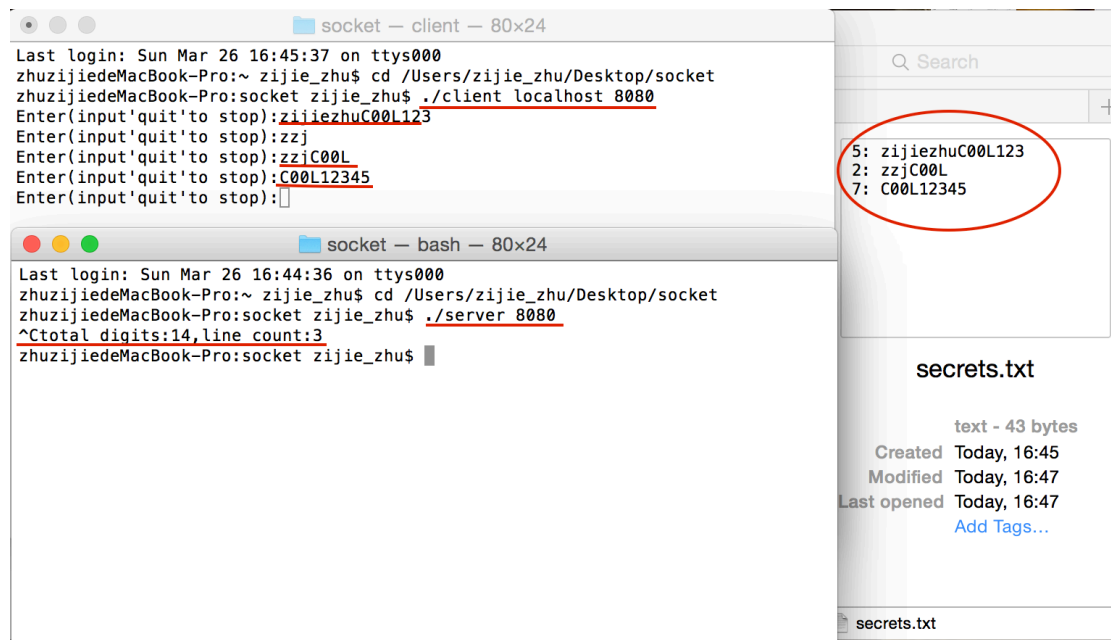 socket — client — 80×24
Last login: Sun Mar 26 16:45:37 on ttys000
zhuzijiedeMacBook-Pro:~ zijie_zhu$ cd /Users/zijie_zhu/Desktop/socket
zhuzijiedeMacBook-Pro:socket zijie_zhu$ ./client localhost 8080
Enter(input'quit'to stop):zijiezhuC00L123
Enter(input'quit'to stop):zzj
Enter(input'quit'to stop):zzjC00L
Enter(input'quit'to stop):C00L12345
Enter(input'quit'to stop):
socket — bash — 80×24
Last login: Sun Mar 26 16:44:36 on ttys000
zhuzijiedeMacBook-Pro:~ zijie_zhu$ cd /Users/zijie_zhu/Desktop/socket
zhuzijiedeMacBook-Pro:socket zijie_zhu$ ./server 8080
^Ctotal digits:14,line count:3
zhuzijiedeMacBook-Pro:socket zijie_zhu$
Search
5: zijiezhuC00L123
2: zzjC00L
7: C00L12345
secrets.txt
text - 43 bytes
Created Today, 16:45
Modified Today, 16:47
Last opened Today, 16:47
Add Tags...
secrets.txt